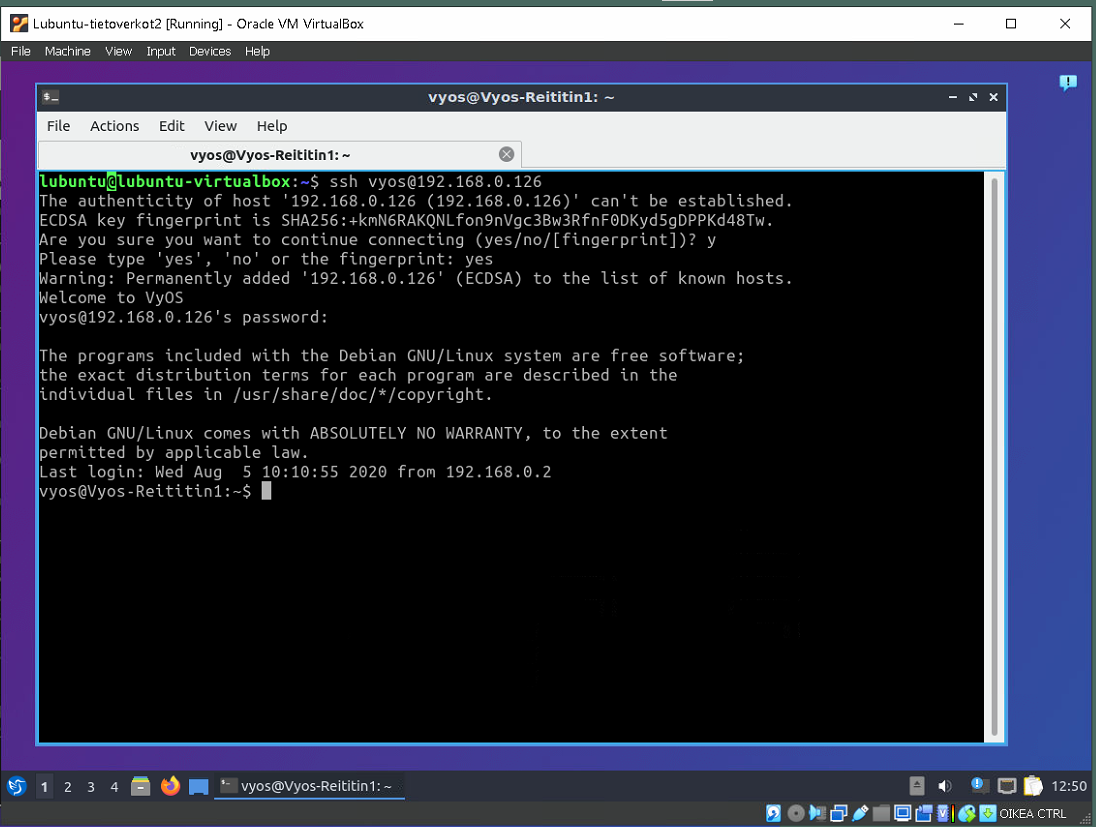 Lubuntu-tietoverkot2 [Running] - Oracle VM VirtualBox
File Machine View Input Devices Help
vyos@Vyos-Reititin1: ~
File Actions Edit View Help
vyos@Vyos-Reititin1: ~
lubuntu@lubuntu-virtualbox:~$ ssh vyos@192.168.0.126
The authenticity of host '192.168.0.126 (192.168.0.126)' can't be established.
ECDSA key fingerprint is SHA256:+kmN6RAKQNLfon9nVgc3Bw3RfnF0DKyd5gDPPKd48Tw.
Are you sure you want to continue connecting (yes/no/[fingerprint])? y
Please type 'yes', 'no' or the fingerprint: yes
Warning: Permanently added '192.168.0.126' (ECDSA) to the list of known hosts.
Welcome to VyOS
vyos@192.168.0.126's password:
The programs included with the Debian GNU/Linux system are free software;
the exact distribution terms for each program are described in the
individual files in /usr/share/doc/*/copyright.
Debian GNU/Linux comes with ABSOLUTELY NO WARRANTY, to the extent
permitted by applicable law.
Last login: Wed Aug  5 10:10:55 2020 from 192.168.0.2
vyos@Vyos-Reititin1:~$
1 2 3 4 vyos@Vyos-Reititin1: ~ 12:50
OIKEA CTRL